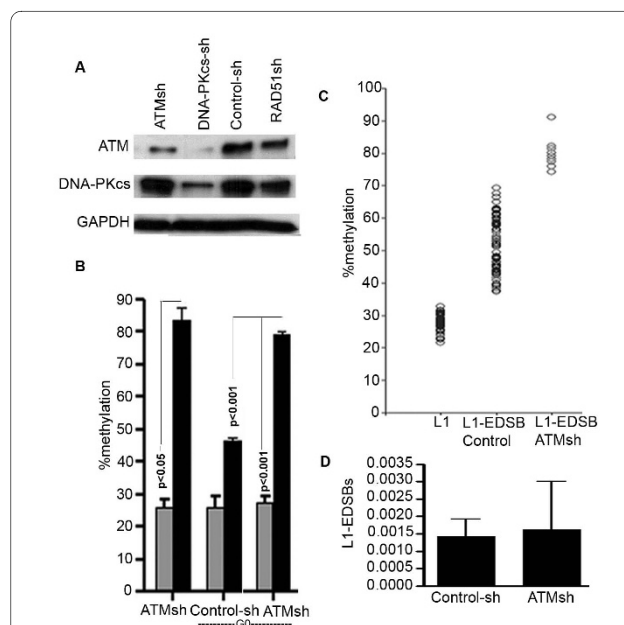 A
ATMsh
DNA-PKcs-sh
Control-sh
RAD51sh
ATM
DNA-PKcs
GAPDH
B
%methylation
90
80
70
60
50
40
30
20
10
0
p<0.05
p<0.001
p<0.001
ATMsh
Control-sh ATMsh
----------G0-----------
C
%methylation
100
90
80
70
60
50
40
30
20
10
0
L1
L1-EDSB
Control
L1-EDSB
ATMsh
D
L1-EDSBs
0.0035
0.0030
0.0025
0.0020
0.0015
0.0010
0.0005
0.0000
Control-sh
ATMsh